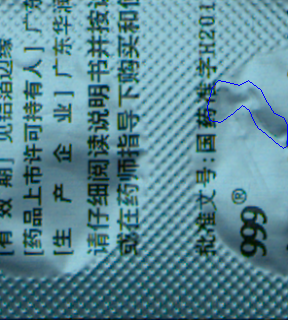 [有 效 期] 见铝箔边缘
[药品上市许可持有人] 广东
[生 产 企 业] 广东华润
请仔细阅读说明书并按
或在药师指导下购买和
批准文号:国药准字H201
999®